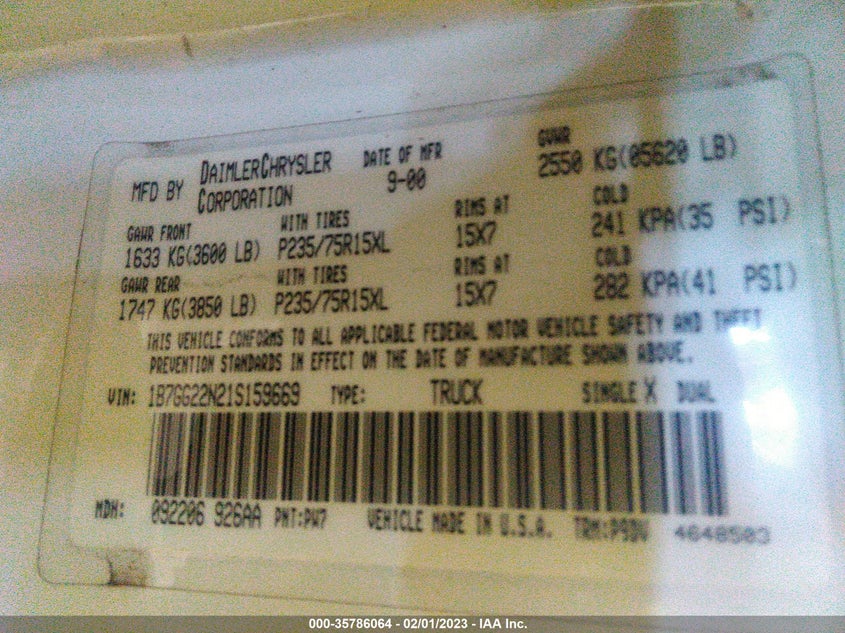 MFD BY DAIMLERCHRYSLER CORPORATION
DATE OF MFR 9-00
GVWR 2550 KG(05620 LB)
GAWR FRONT WITH TIRES RIMS AT COLD
1633 KG(3600 LB) P235/75R15XL 15X7 241 KPA(35 PSI)
GAWR REAR WITH TIRES RIMS AT COLD
1747 KG(3850 LB) P235/75R15XL 15X7 282 KPA(41 PSI)
THIS VEHICLE CONFORMS TO ALL APPLICABLE FEDERAL MOTOR VEHICLE SAFETY AND THEFT
PREVENTION STANDARDS IN EFFECT ON THE DATE OF MANUFACTURE SHOWN ABOVE.
VIN: 1B7GG22N21S159669 TYPE: TRUCK SINGLE X DUAL
MDH: 092206 926AA PNT:PW7 VEHICLE MADE IN U.S.A. TRM:P9DV 4648503
000-35786064 - 02/01/2023 - IAA Inc.